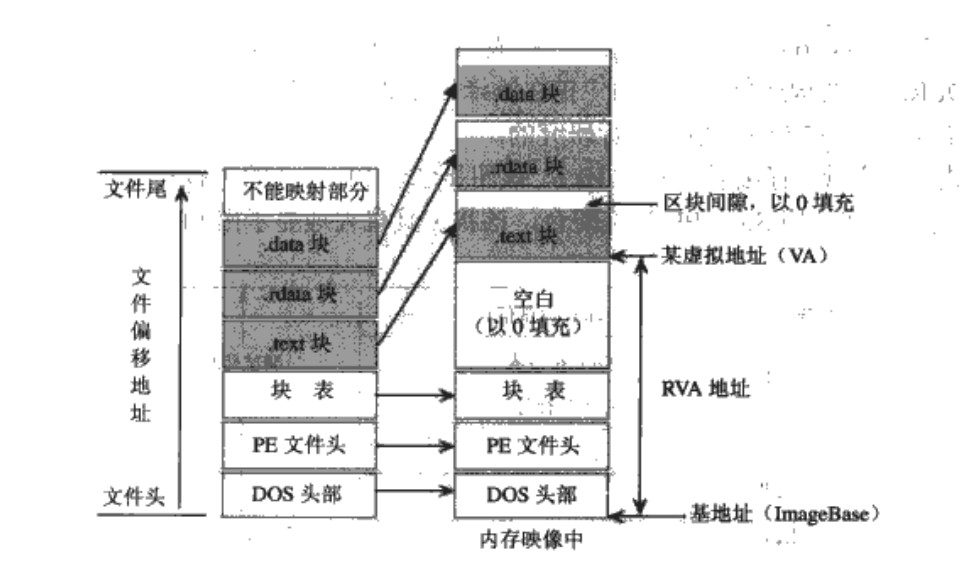 .data 块
.rdata 块
文件尾
不能映射部分
区块间隙，以 0 填充
.data 块
.text 块
某虚拟地址（VA）
文件偏移地址
.rdata 块
空白
（以 0 填充）
.text 块
块 表
块 表
RVA 地址
PE 文件头
PE 文件头
文件头
DOS 头部
DOS 头部
基地址（ImageBase）
内存映像中